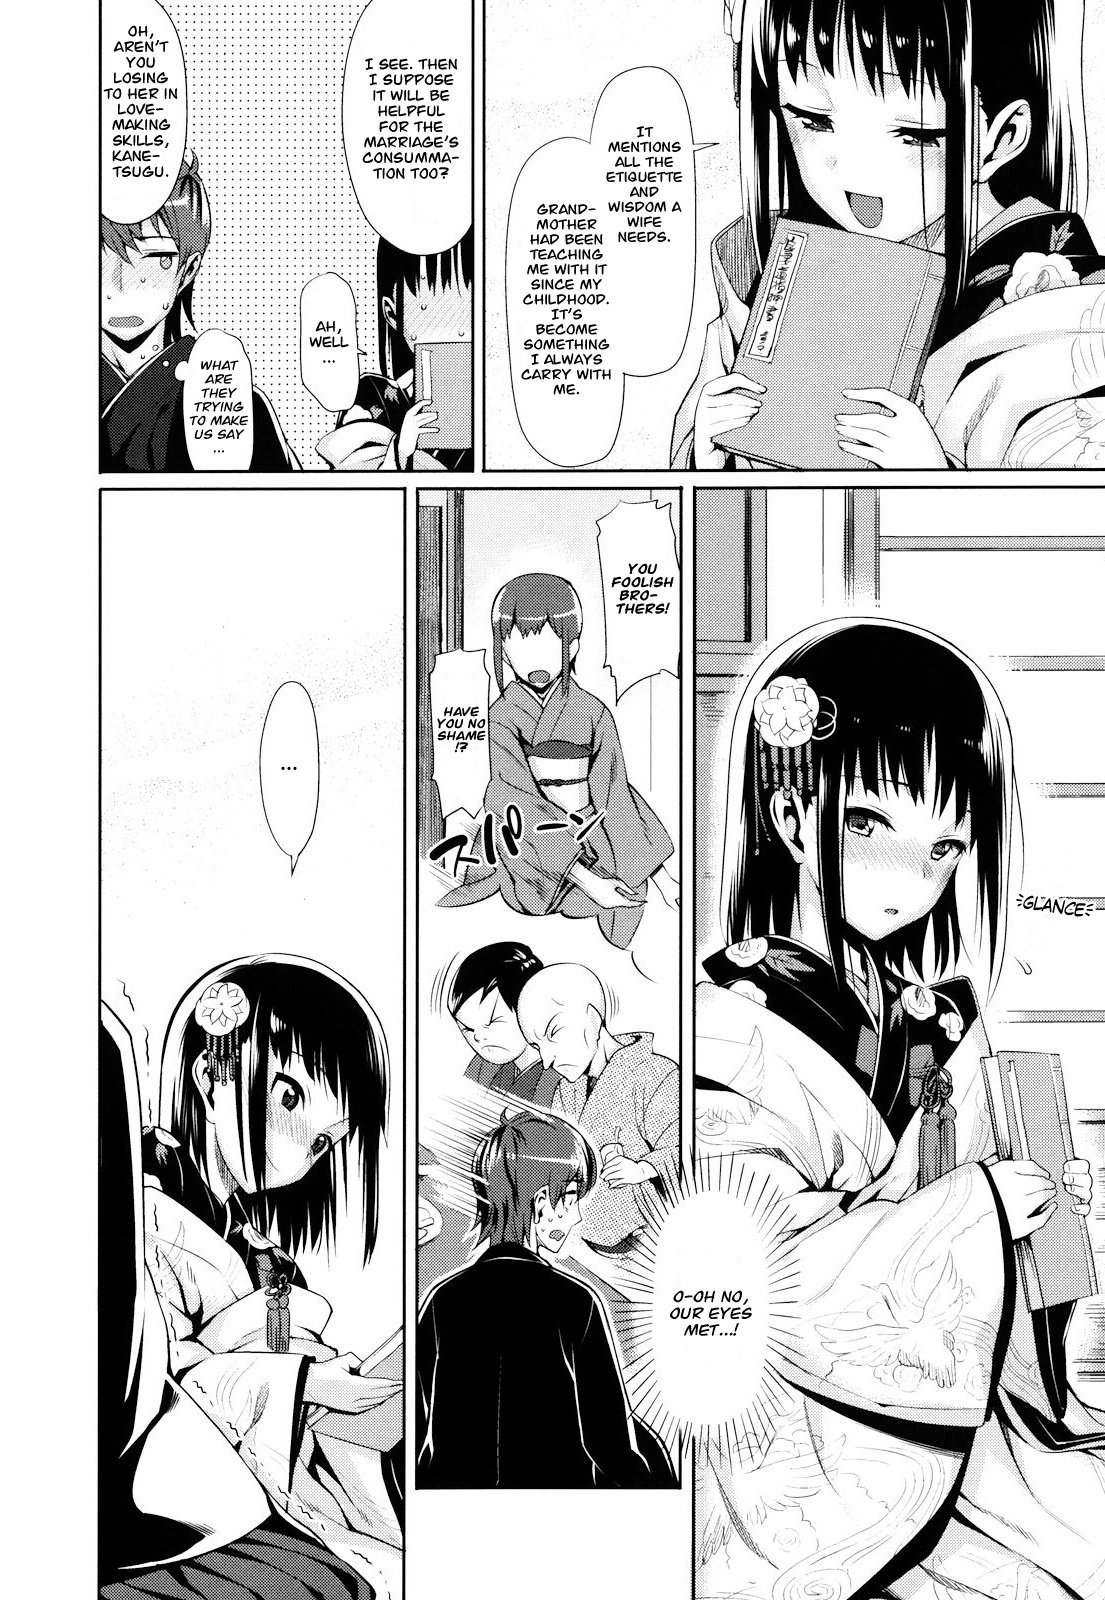 IT
MENTIONS
ALL THE
ETIQUETTE
AND
WISDOM A
WIFE
NEEDS.
GRAND-
MOTHER
HAD BEEN
TEACHING
ME WITH IT
SINCE MY
CHILDHOOD.
IT'S
BECOME
SOMETHING
I ALWAYS
CARRY WITH
ME.
I SEE. THEN
I SUPPOSE
IT WILL BE
HELPFUL
FOR THE
MARRIAGE'S
CONSUMMA-
TION TOO?
AH,
WELL
...
OH,
AREN'T
YOU
LOSING
TO HER IN
LOVE-
MAKING
SKILLS,
KANE-
TSUGU.
WHAT
ARE
THEY
TRYING
TO MAKE
US SAY
...
GLANCE
O-OH NO,
OUR EYES
MET...!
YOU
FOOLISH
BRO-
THERS!
HAVE
YOU NO
SHAME
!?
スパーン
...